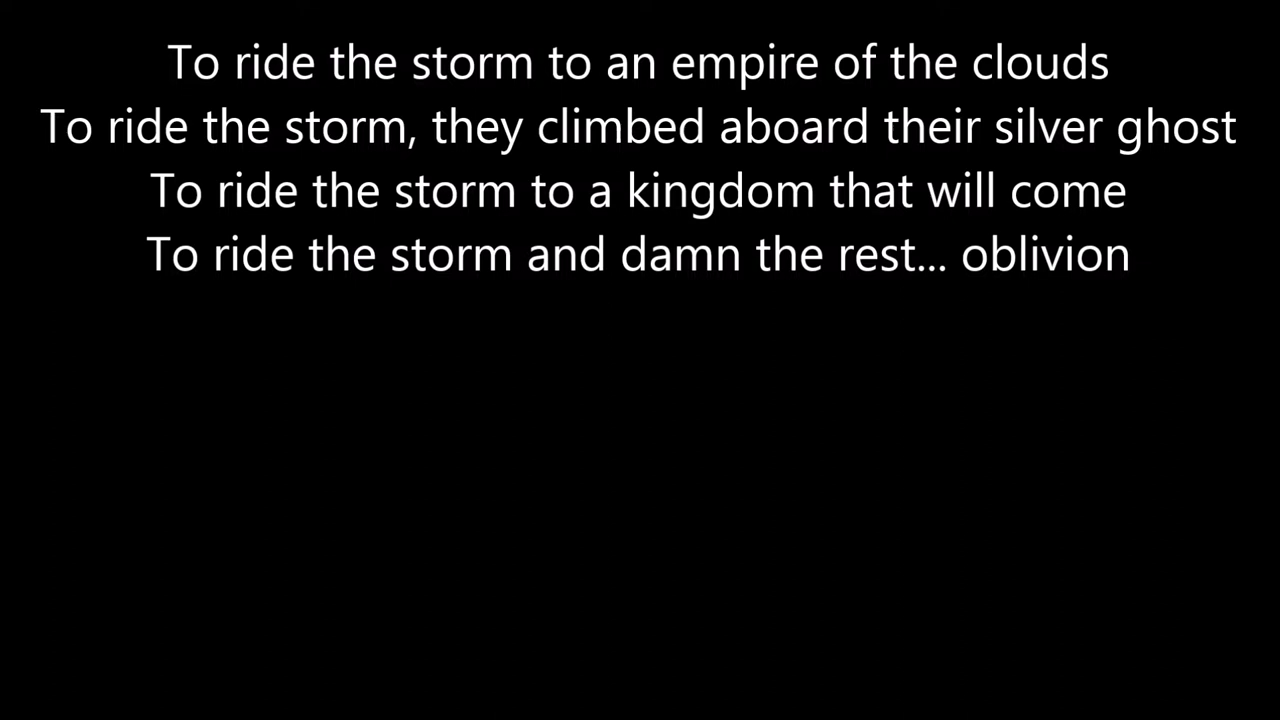 To ride the storm to an empire of the clouds
To ride the storm, they climbed aboard their silver ghost
To ride the storm to a kingdom that will come
To ride the storm and damn the rest... oblivion